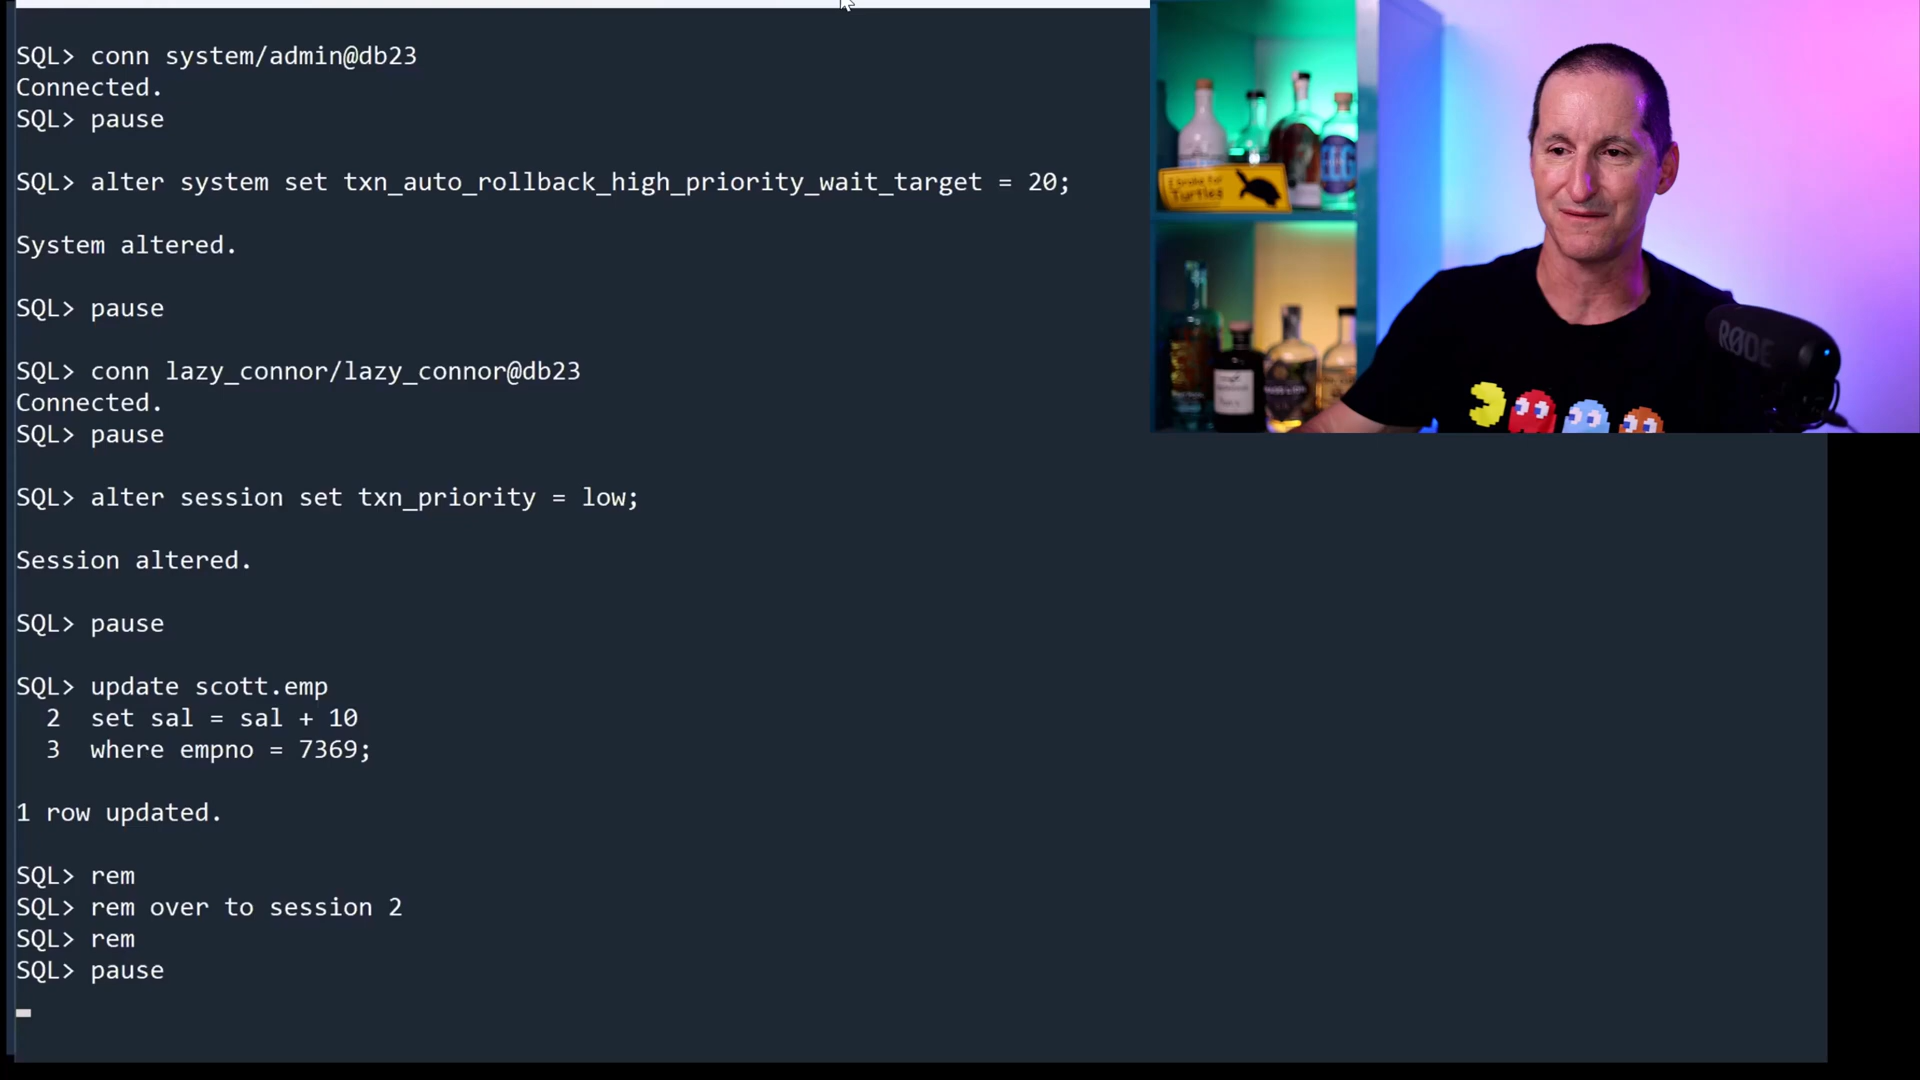 SQL> conn system/admin@db23
Connected.
SQL> pause
SQL> alter system set txn_auto_rollback_high_priority_wait_target = 20;
System altered.
SQL> pause
SQL> conn lazy_connor/lazy_connor@db23
Connected.
SQL> pause
SQL> alter session set txn_priority = low;
Session altered.
SQL> pause
SQL> update scott.emp
  2  set sal = sal + 10
  3  where empno = 7369;
1 row updated.
SQL> rem
SQL> rem over to session 2
SQL> rem
SQL> pause
I brake for
Turtles
RØDE